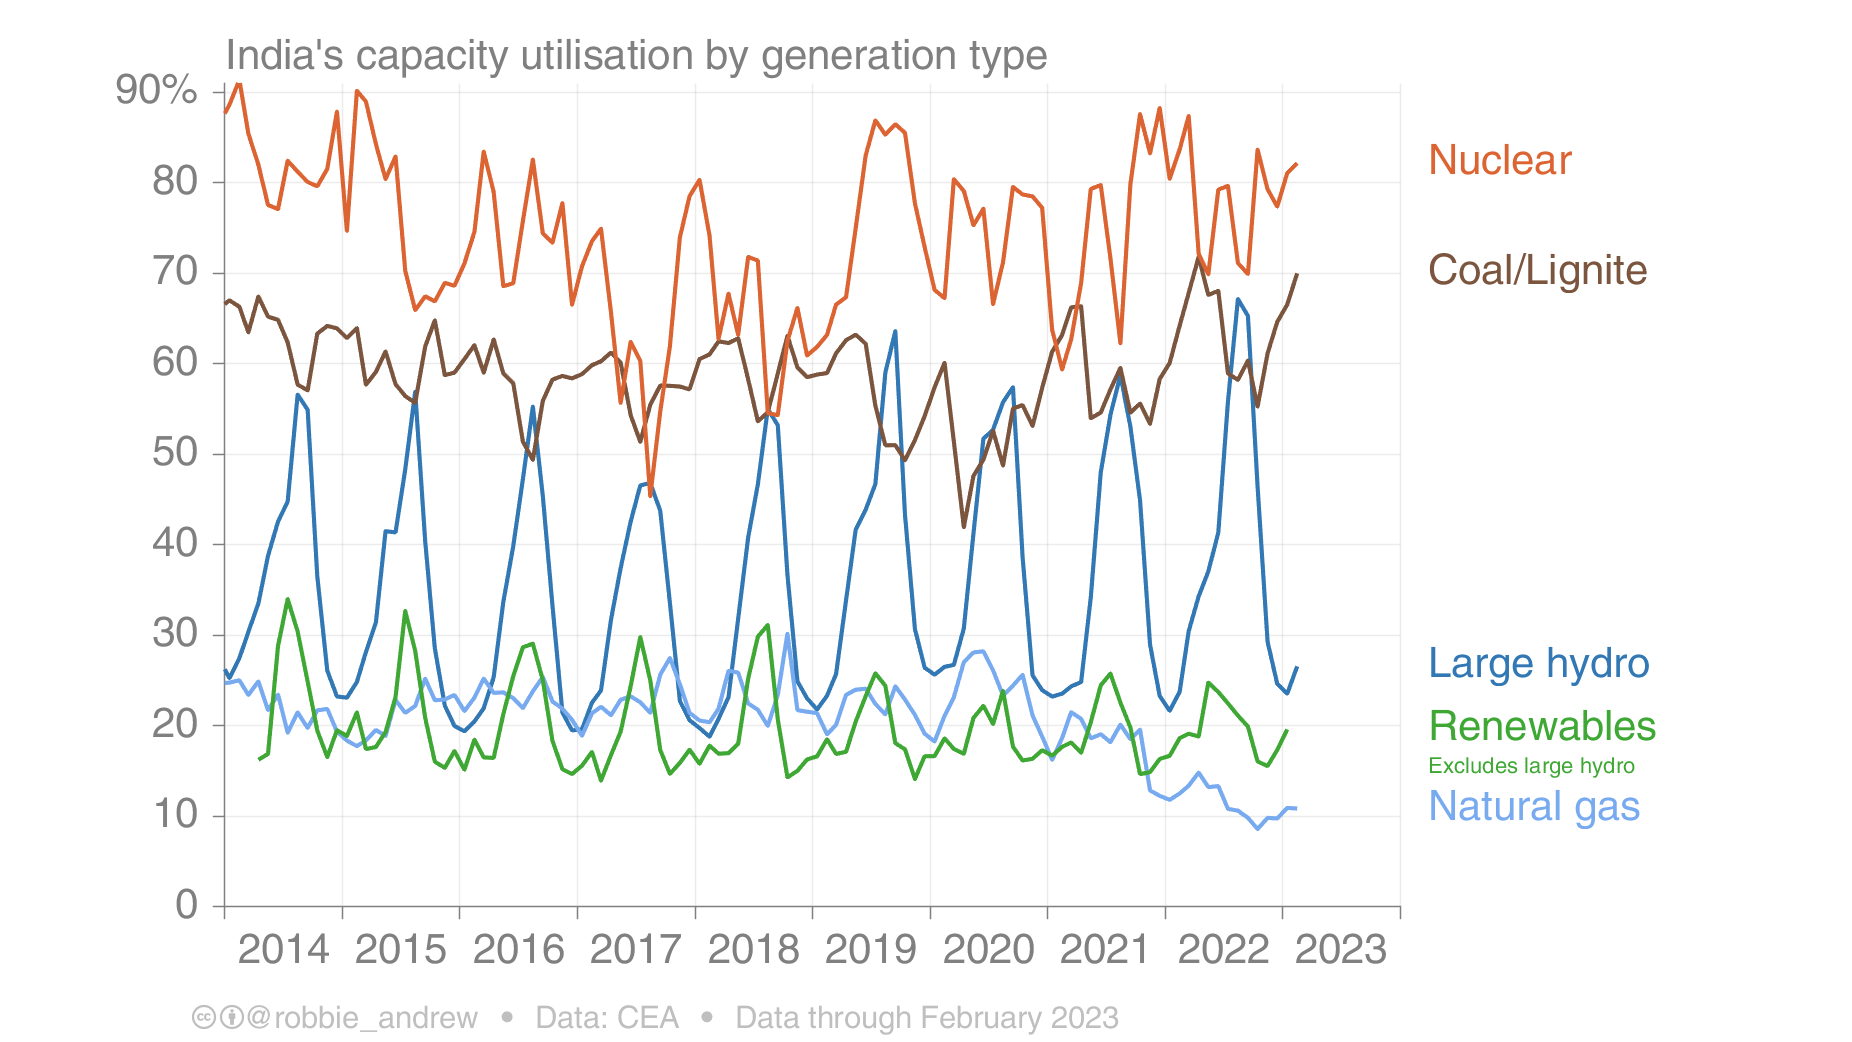 India's capacity utilisation by generation type
90%
80
70
60
50
40
30
20
10
0
Nuclear
Coal/Lignite
Large hydro
Renewables
Excludes large hydro
Natural gas
2014 2015 2016 2017 2018 2019 2020 2021 2022 2023
@robbie_andrew • Data: CEA • Data through February 2023